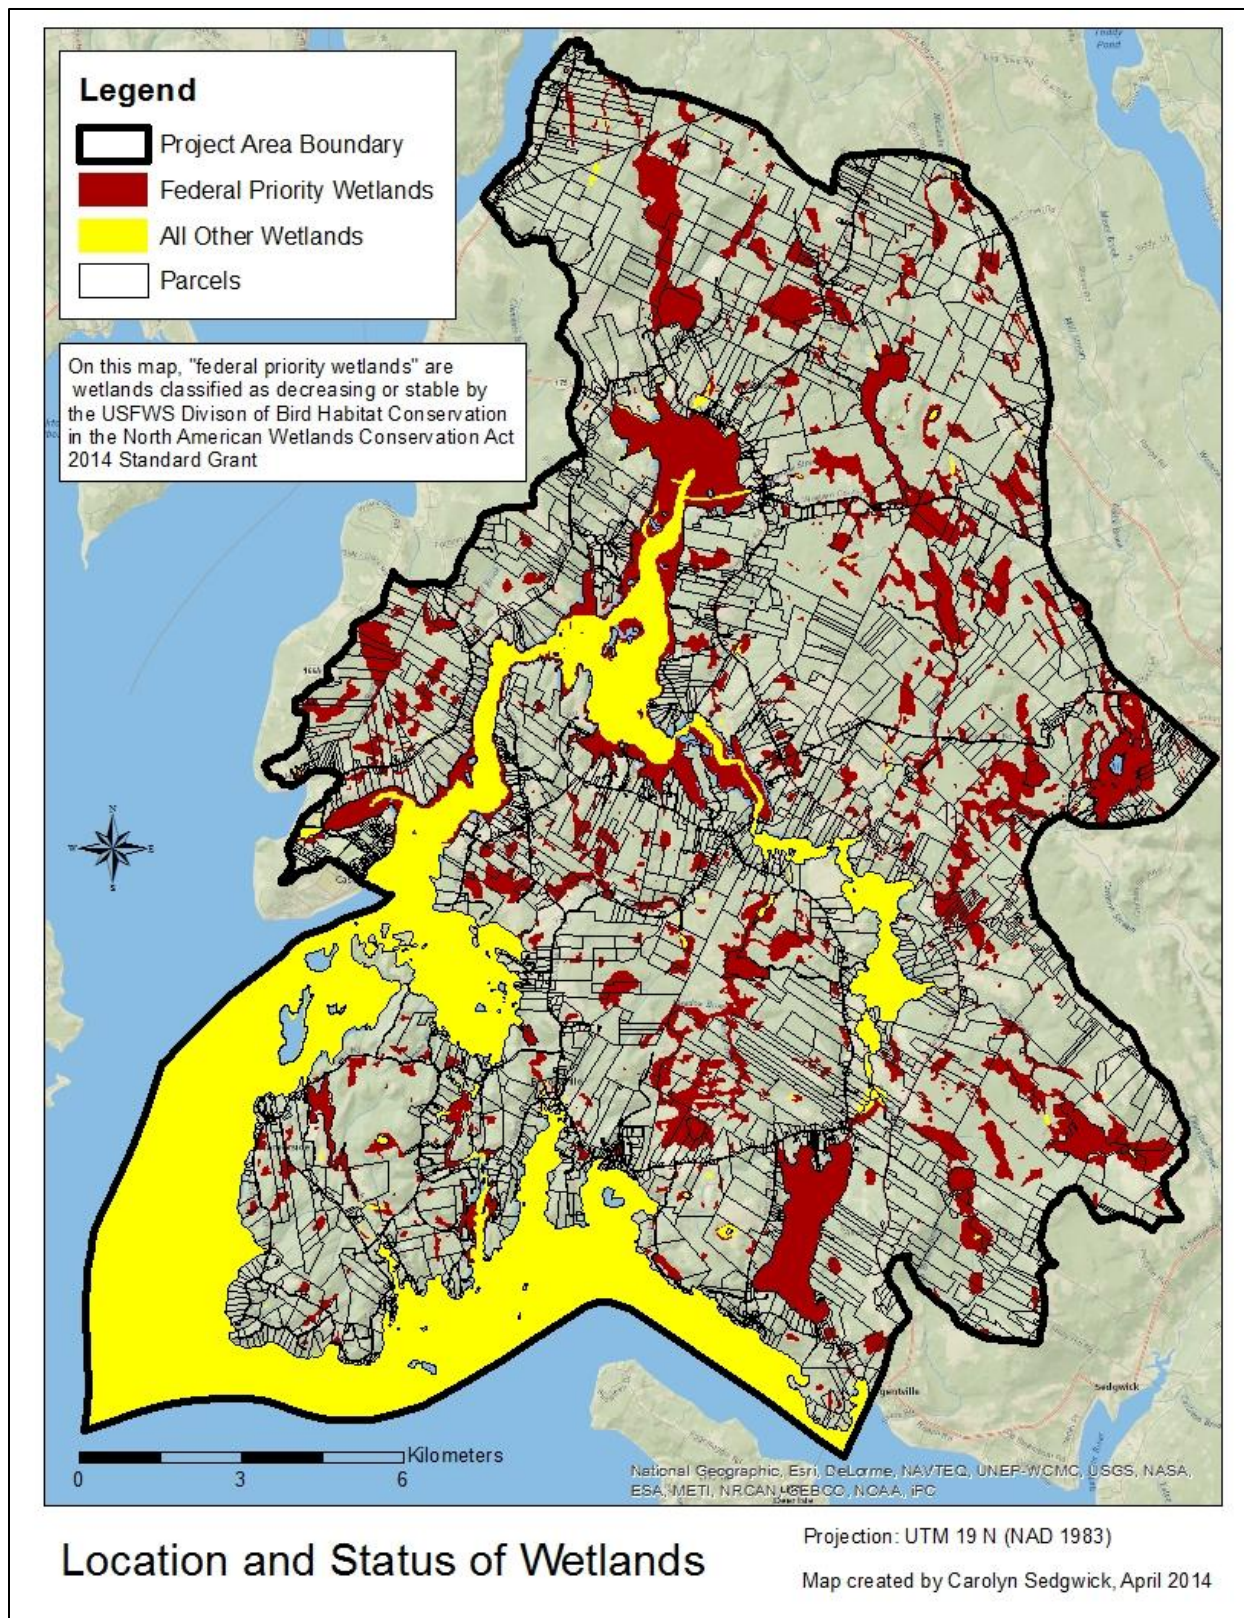 Legend
Project Area Boundary
Federal Priority Wetlands
All Other Wetlands
Parcels
On this map, "federal priority wetlands" are
wetlands classified as decreasing or stable by
the USFWS Divison of Bird Habitat Conservation
in the North American Wetlands Conservation Act
2014 Standard Grant
Pond
N
W E
S
Sedgwick
Kilometers
0 3 6
National Geographic, Esri, DeLorme, NAVTEQ, UNEP-WCMC, USGS, NASA,
ESA, METI, NRCAN, GEBCO, NOAA, iPC
Location and Status of Wetlands
Projection: UTM 19 N (NAD 1983)
Map created by Carolyn Sedgwick, April 2014